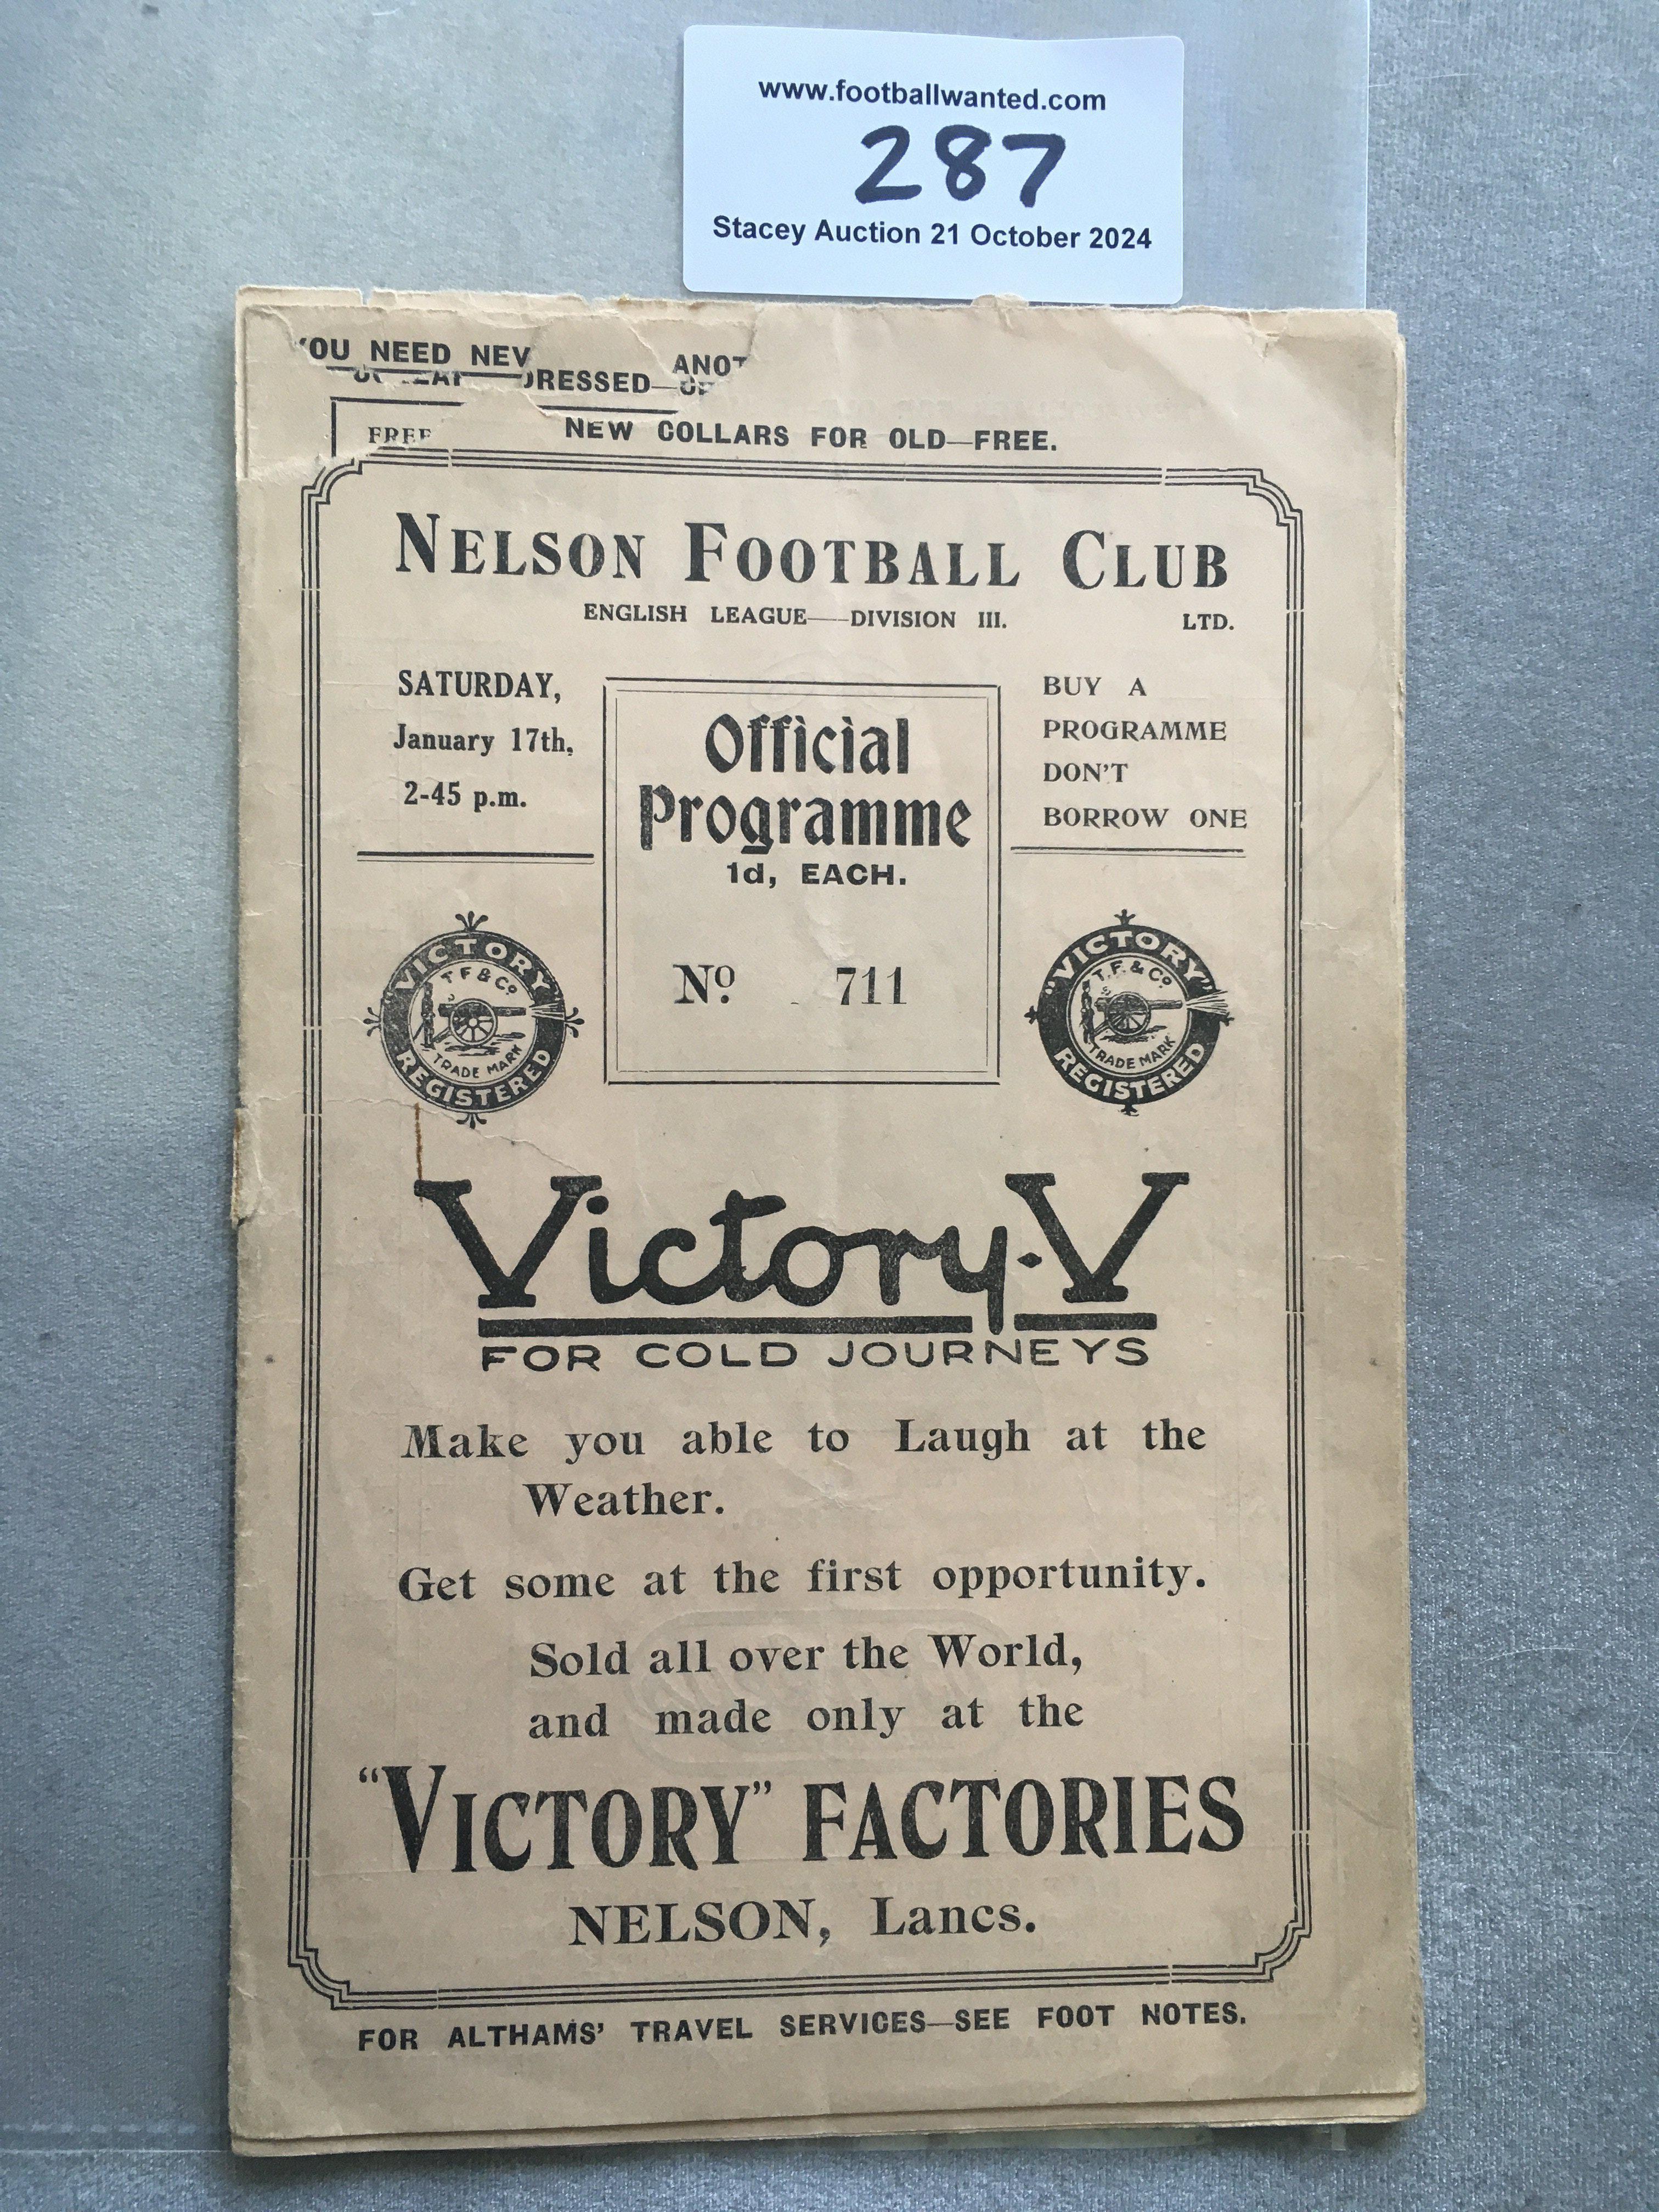 www.footballwanted.com
287
Stacey Auction 21 October 2024
OU NEED NEV ANOT
DRESSED—
FREE NEW COLLARS FOR OLD—FREE.
NELSON FOOTBALL CLUB
ENGLISH LEAGUE—DIVISION III. LTD.
SATURDAY,
January 17th,
2-45 p.m.
Official
Programme
1d, EACH.
No. 711
BUY A
PROGRAMME
DON'T
BORROW ONE
"VICTORY"
T F & Co
TRADE MARK
REGISTERED
"VICTORY"
T. F. & Co
TRADE MARK
REGISTERED
Victory-V
FOR COLD JOURNEYS
Make you able to Laugh at the
Weather.
Get some at the first opportunity.
Sold all over the World,
and made only at the
"VICTORY" FACTORIES
NELSON, Lancs.
FOR ALTHAMS' TRAVEL SERVICES—SEE FOOT NOTES.